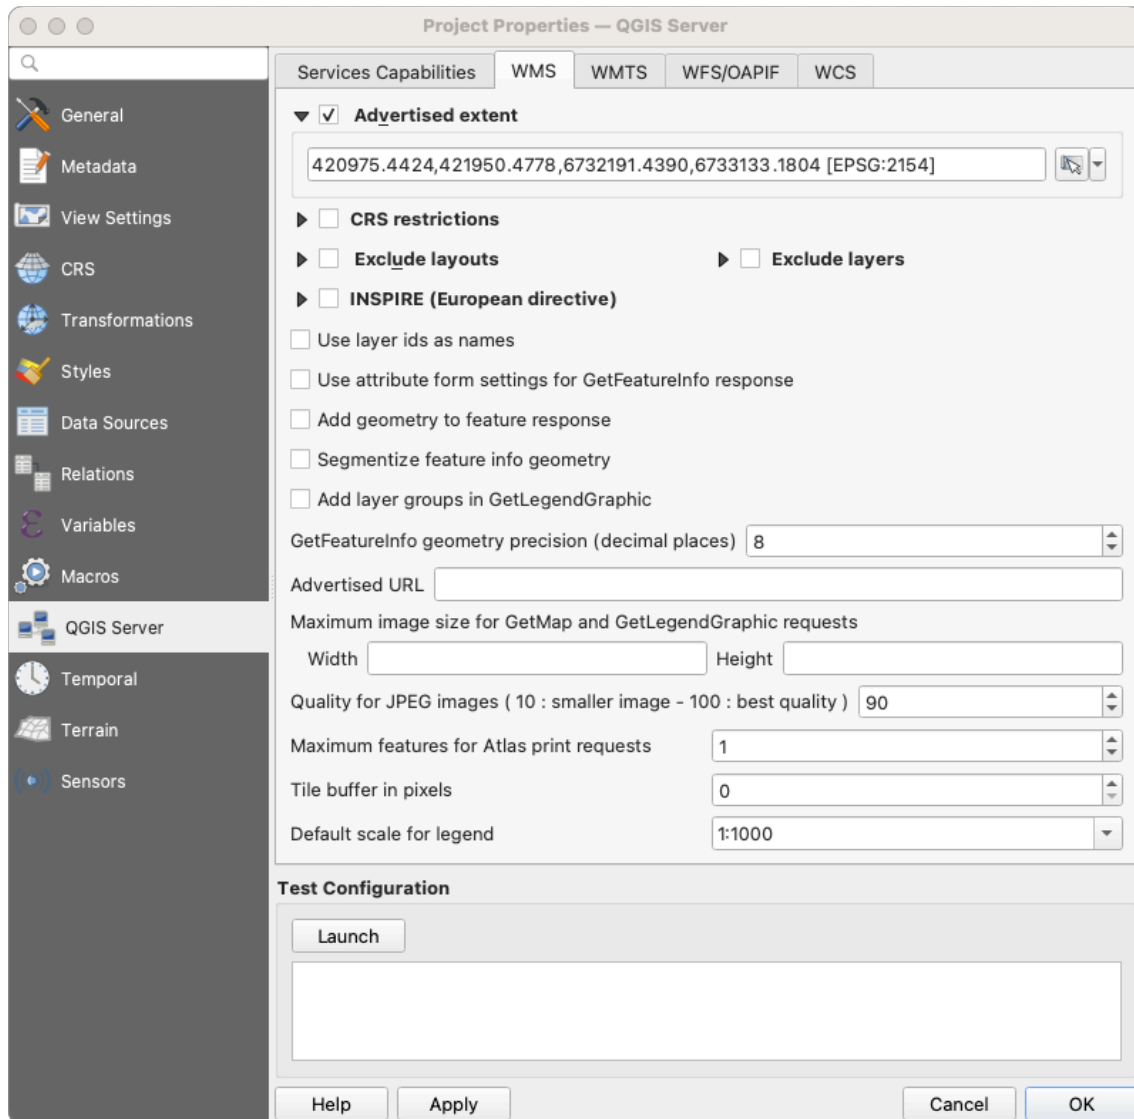 Project Properties — QGIS Server
General
Metadata
View Settings
CRS
Transformations
Styles
Data Sources
Relations
Variables
Macros
QGIS Server
Temporal
Terrain
Sensors
Services Capabilities WMS WMTS WFS/OAPIF WCS
Advertised extent
420975.4424,421950.4778,6732191.4390,6733133.1804 [EPSG:2154]
CRS restrictions
Exclude layouts Exclude layers
INSPIRE (European directive)
Use layer ids as names
Use attribute form settings for GetFeatureInfo response
Add geometry to feature response
Segmentize feature info geometry
Add layer groups in GetLegendGraphic
GetFeatureInfo geometry precision (decimal places) 8
Advertised URL
Maximum image size for GetMap and GetLegendGraphic requests
Width Height
Quality for JPEG images ( 10 : smaller image - 100 : best quality ) 90
Maximum features for Atlas print requests 1
Tile buffer in pixels 0
Default scale for legend 1:1000
Test Configuration
Launch
Help Apply Cancel OK